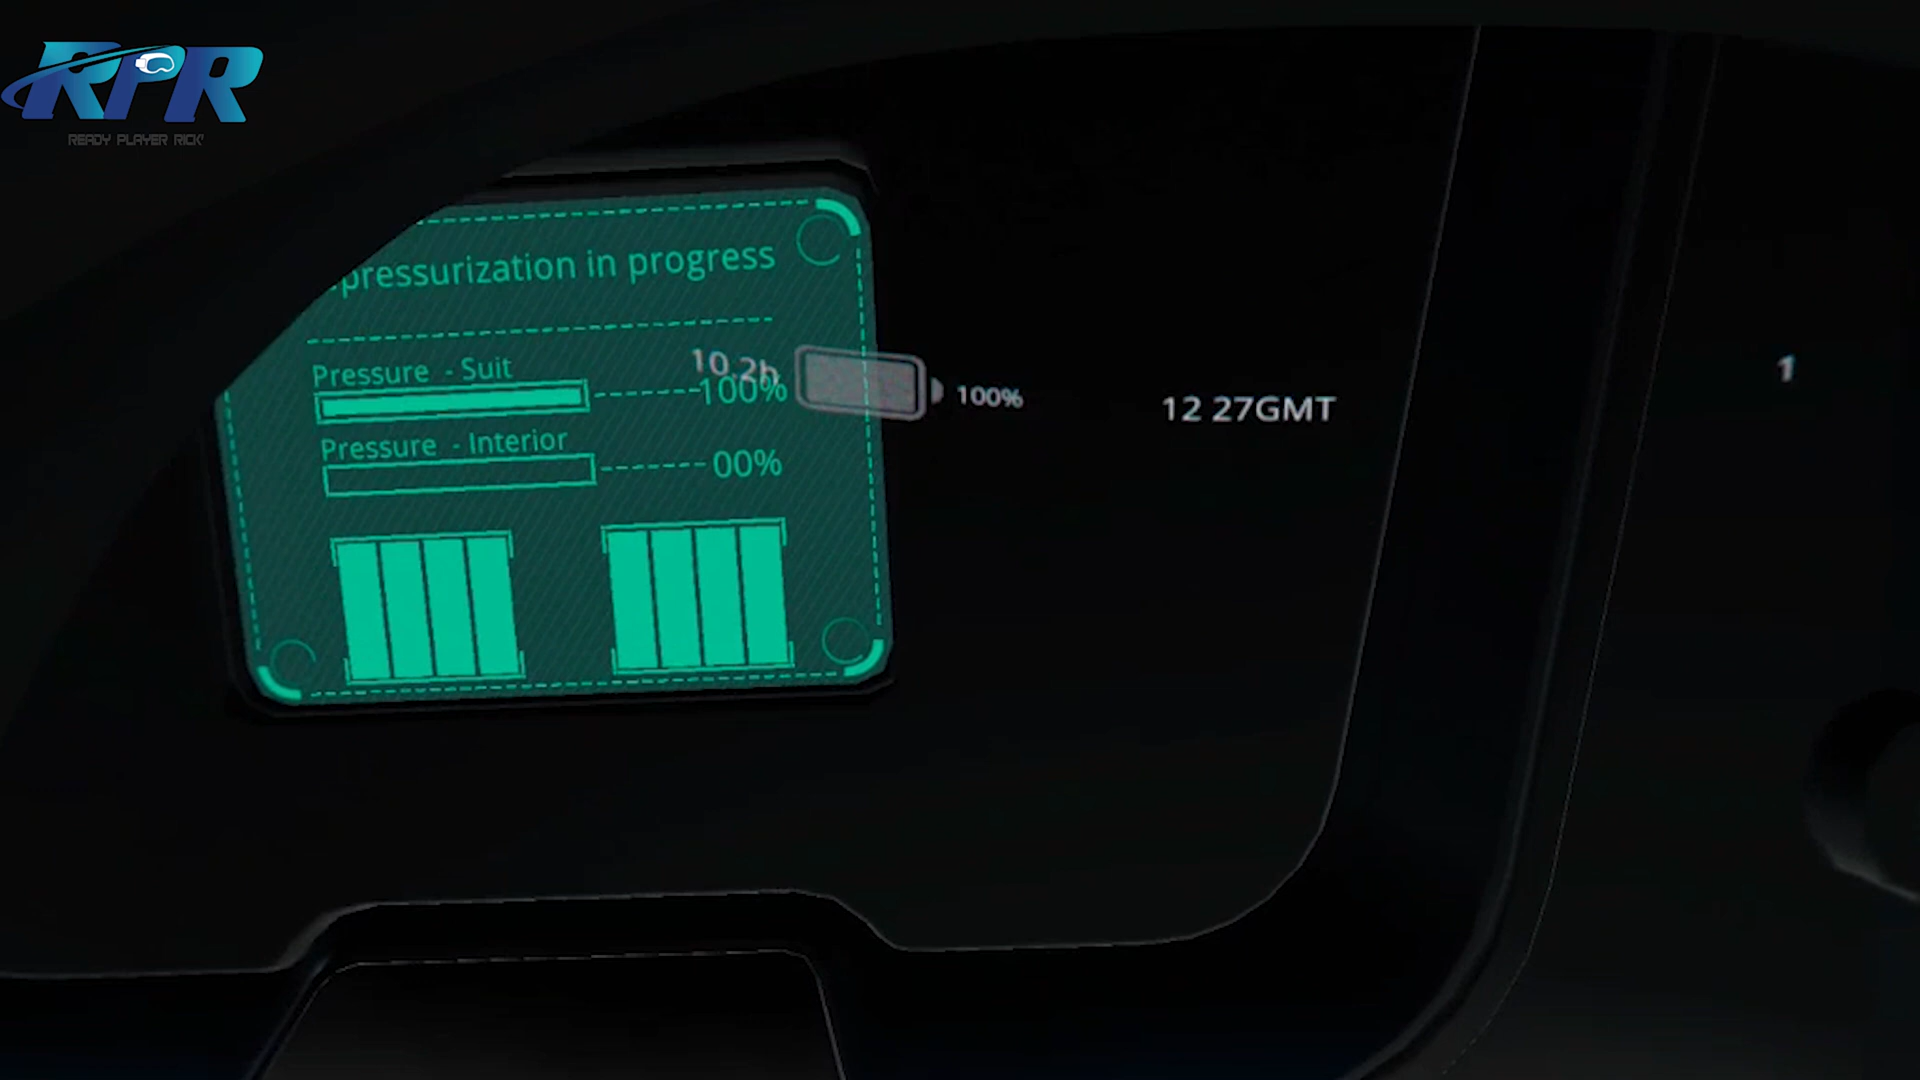 RPR
READY PLAYER RICK
pressurization in progress
Pressure - Suit
100%
10.2h
100%
12 27GMT
1
Pressure - Interior
00%